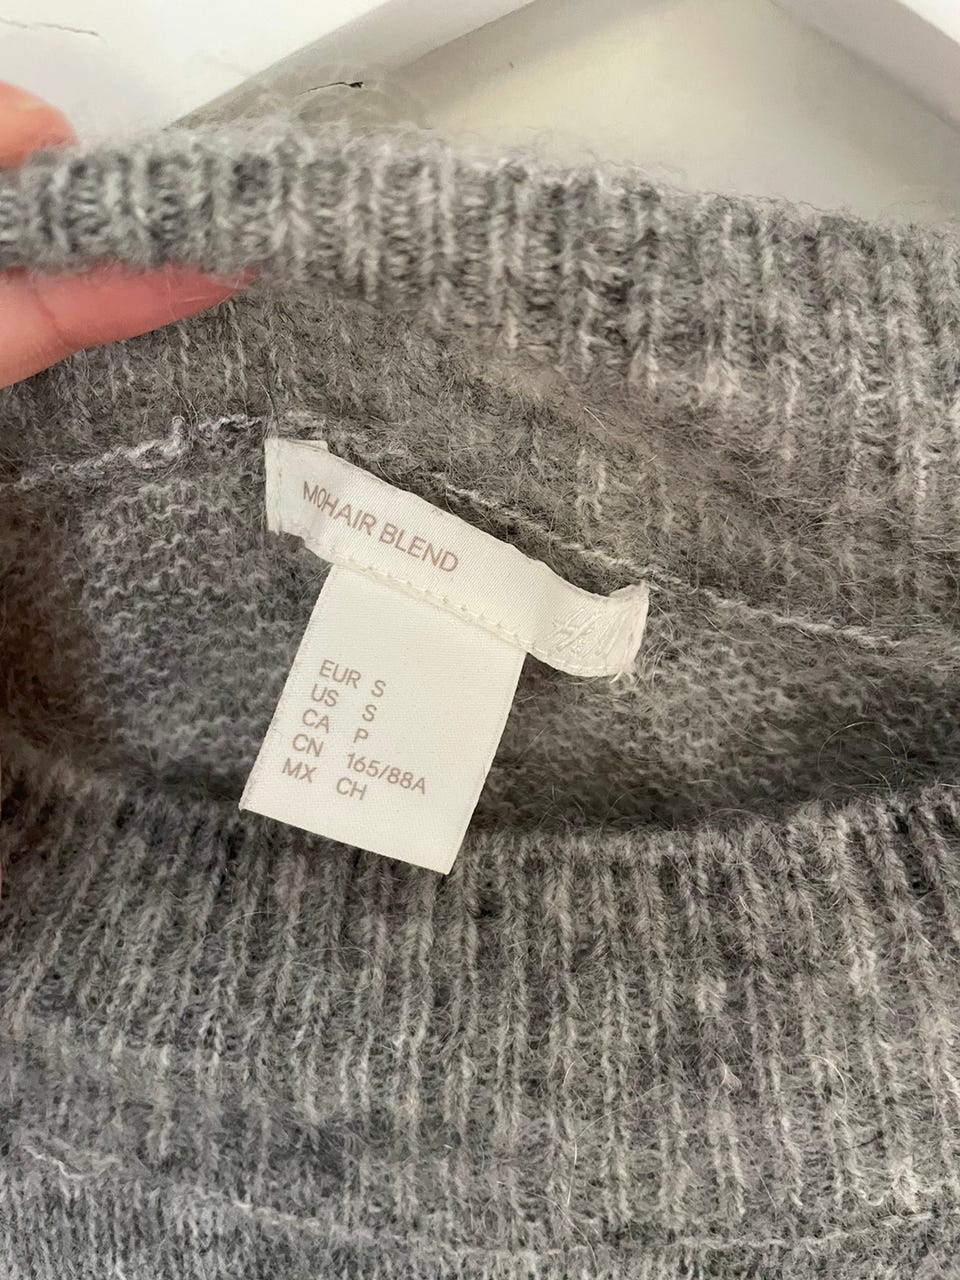 MOHAIR BLEND
H&M
EUR S
US S
CA P
CN 165/88A
MX CH